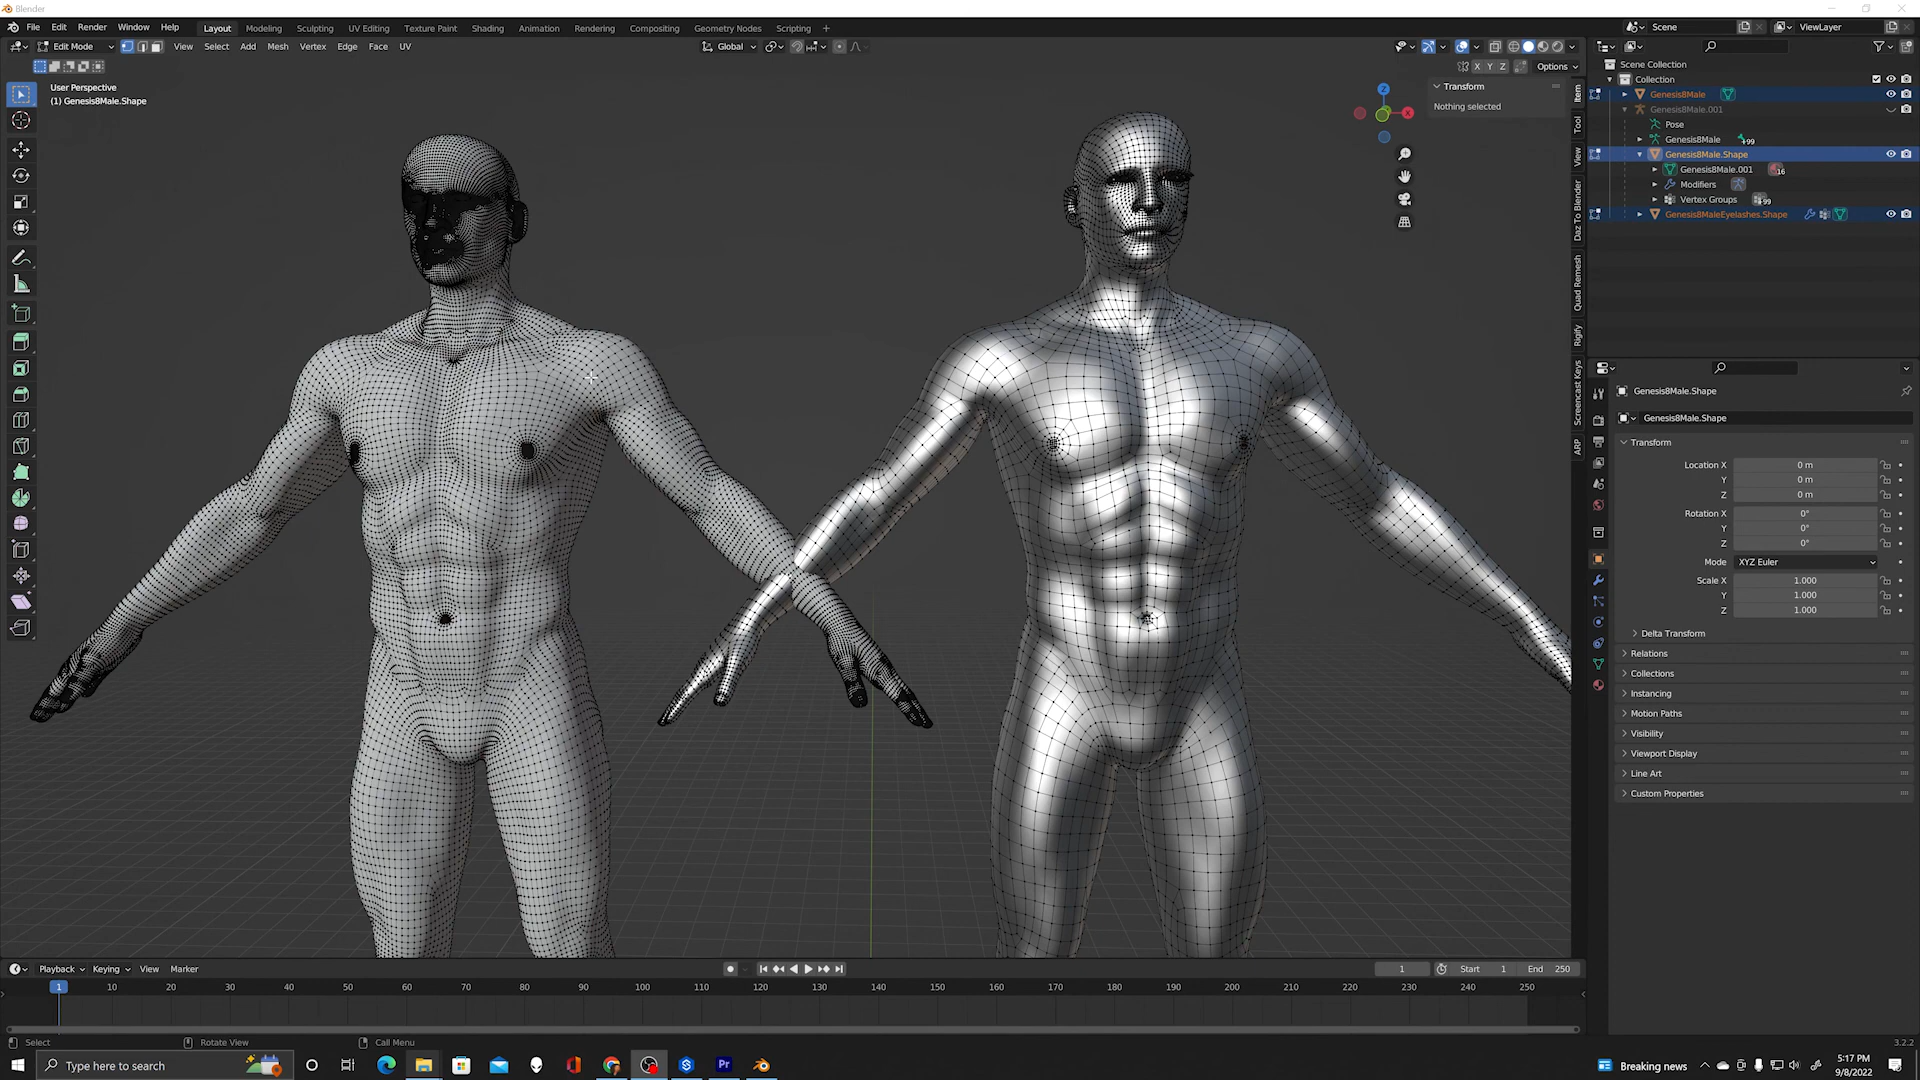 Blender
File Edit Render Window Help Layout Modeling Sculpting UV Editing Texture Paint Shading Animation Rendering Compositing Geometry Nodes Scripting + Scene ViewLayer
Edit Mode View Select Add Mesh Vertex Edge Face UV Global
X Y Z Options
User Perspective
(1) Genesis8Male.Shape
Transform
Nothing selected
Z
X
Item
Tool
View
Daz To Blender
Quad Remesh
Rigify
Screencast Keys
ARP
Scene Collection
Collection
Genesis8Male
Genesis8Male.001
Pose
Genesis8Male 99
Genesis8Male.Shape
Genesis8Male.001 16
Modifiers
Vertex Groups 99
Genesis8MaleEyelashes.Shape
Genesis8Male.Shape
Genesis8Male.Shape
Transform
Location X 0 m
Y 0 m
Z 0 m
Rotation X 0°
Y 0°
Z 0°
Mode XYZ Euler
Scale X 1.000
Y 1.000
Z 1.000
Delta Transform
Relations
Collections
Instancing
Motion Paths
Visibility
Viewport Display
Line Art
Custom Properties
Playback Keying View Marker 1 Start 1 End 250
1 10 20 30 40 50 60 70 80 90 100 110 120 130 140 150 160 170 180 190 200 210 220 230 240 250
Select Rotate View Call Menu 3.2.2
Type here to search Pr Breaking news 5:17 PM
9/8/2022